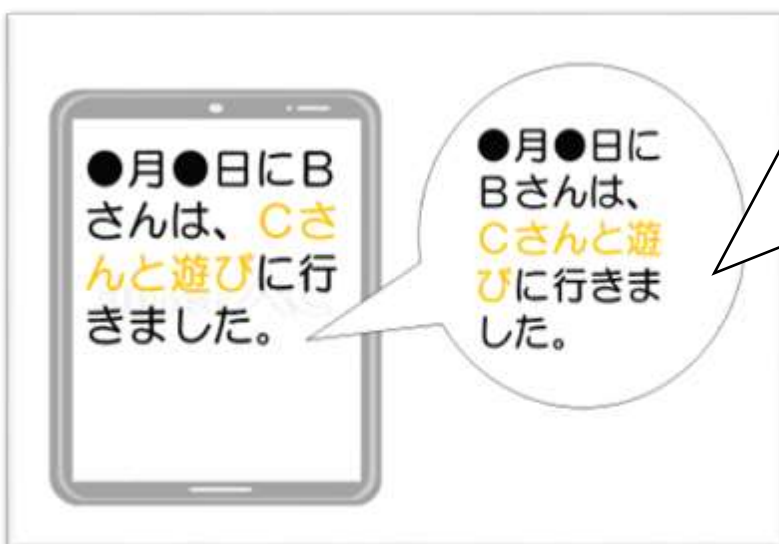 ●月●日にB
さんは、Cさ
んと遊びに行
きました。
●月●日に
Bさんは、
Cさんと遊
びに行きま
した。